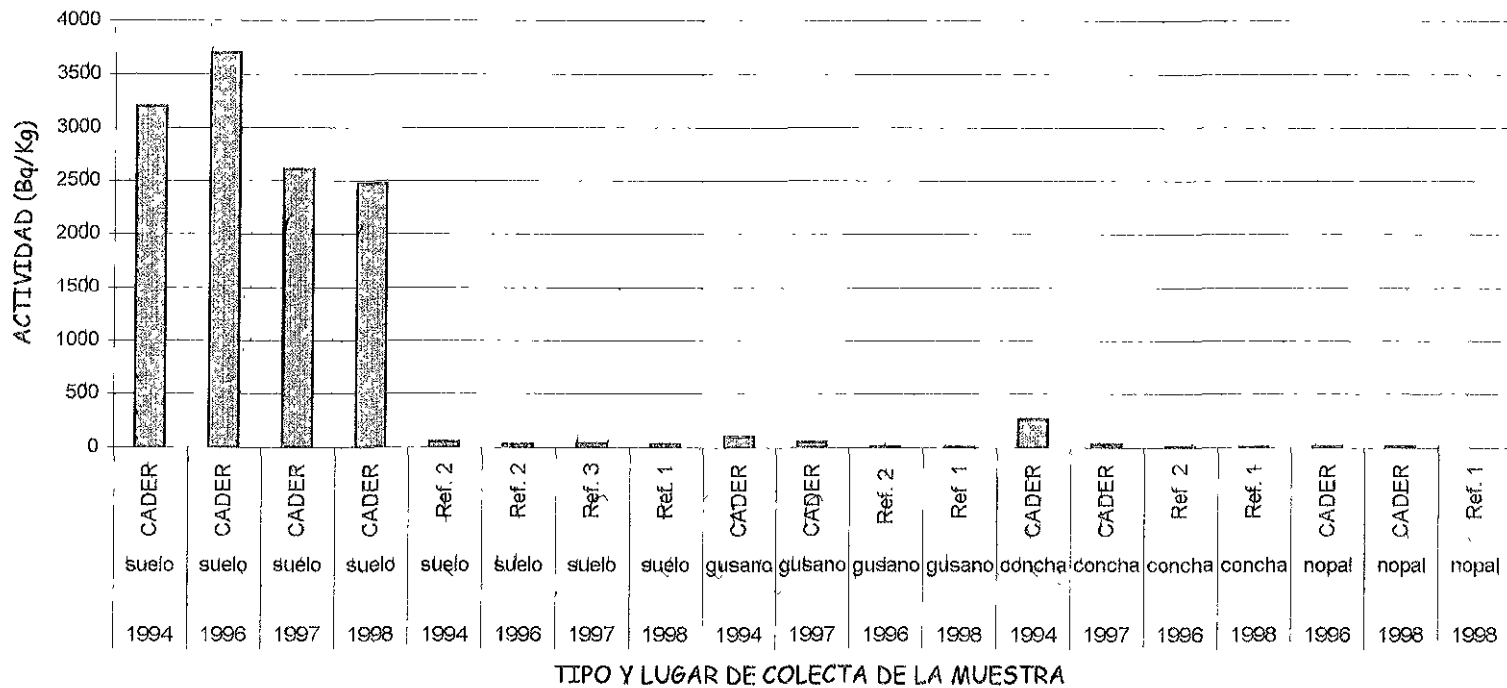 4000
3500
3000
2500
2000
1500
1000
500
0
ACTIVIDAD (Bq/Kg)
CADER CADER CADER CADER Ref. 2 Ref. 2 Ref. 3 Ref. 1 CADER CADER Ref. 2 Ref 1 CADER CADER Ref 2 Ref. 1 CADER CADER Ref. 1
suelo suelo suelo suelo suelo suelo suelo suelo gusano gusano gusano gusano concha concha concha concha nopal nopal nopal
1994 1996 1997 1998 1994 1996 1997 1998 1994 1997 1996 1998 1994 1997 1996 1998 1996 1998 1998
TIPO Y LUGAR DE COLECTA DE LA MUESTRA